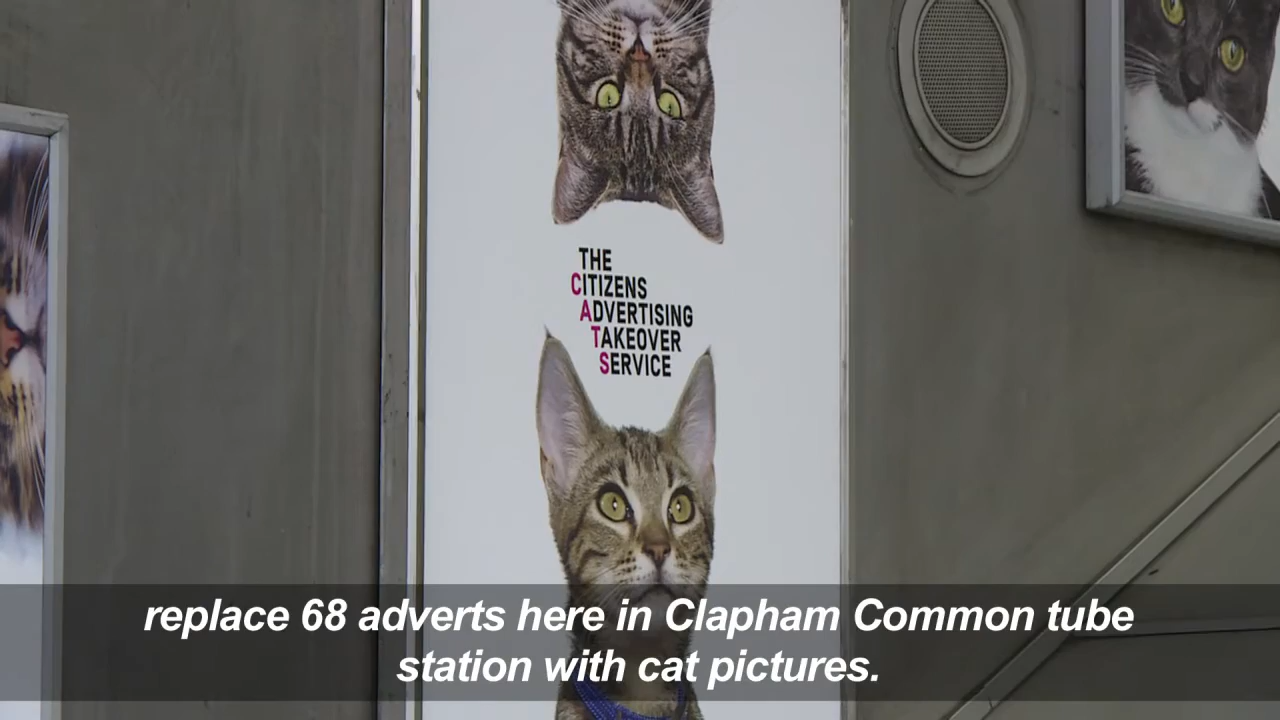 THE
CITIZENS
ADVERTISING
TAKEOVER
SERVICE
replace 68 adverts here in Clapham Common tube
station with cat pictures.